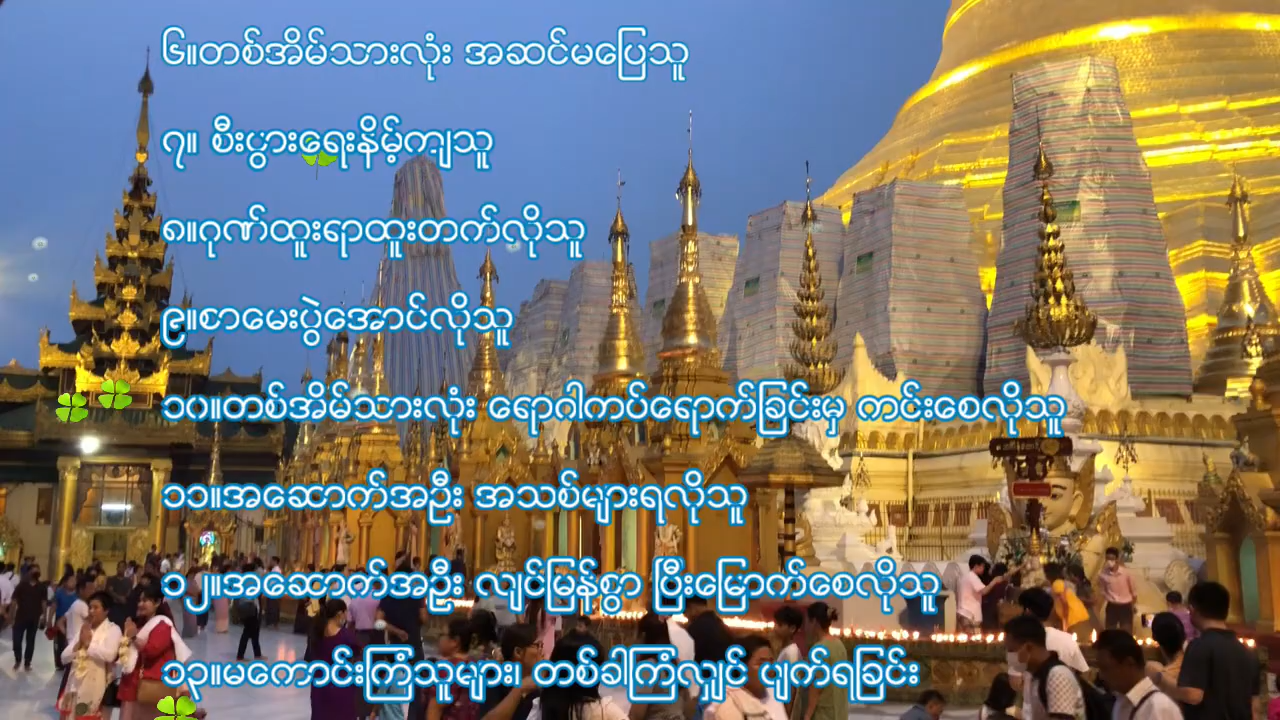 ၆။တစ်အိမ်သားလုံး အဆင်မပြေသူ
၇။ စီးပွားရေးနိမ့်ကျသူ
၈။ဂုဏ်ထူးရာထူးတက်လိုသူ
၉။စာမေးပွဲအောင်လိုသူ
၁၀။တစ်အိမ်သားလုံး ရောဂါကပ်ရောက်ခြင်းမှ ကင်းစေလိုသူ
၁၁။အဆောက်အဦး အသစ်များရလိုသူ
၁၂။အဆောက်အဦး လျင်မြန်စွာ ပြီးမြောက်စေလိုသူ
၁၃။မကောင်းကြံသူများ၊ တစ်ခါကြံလျှင် ပျက်ရခြင်း